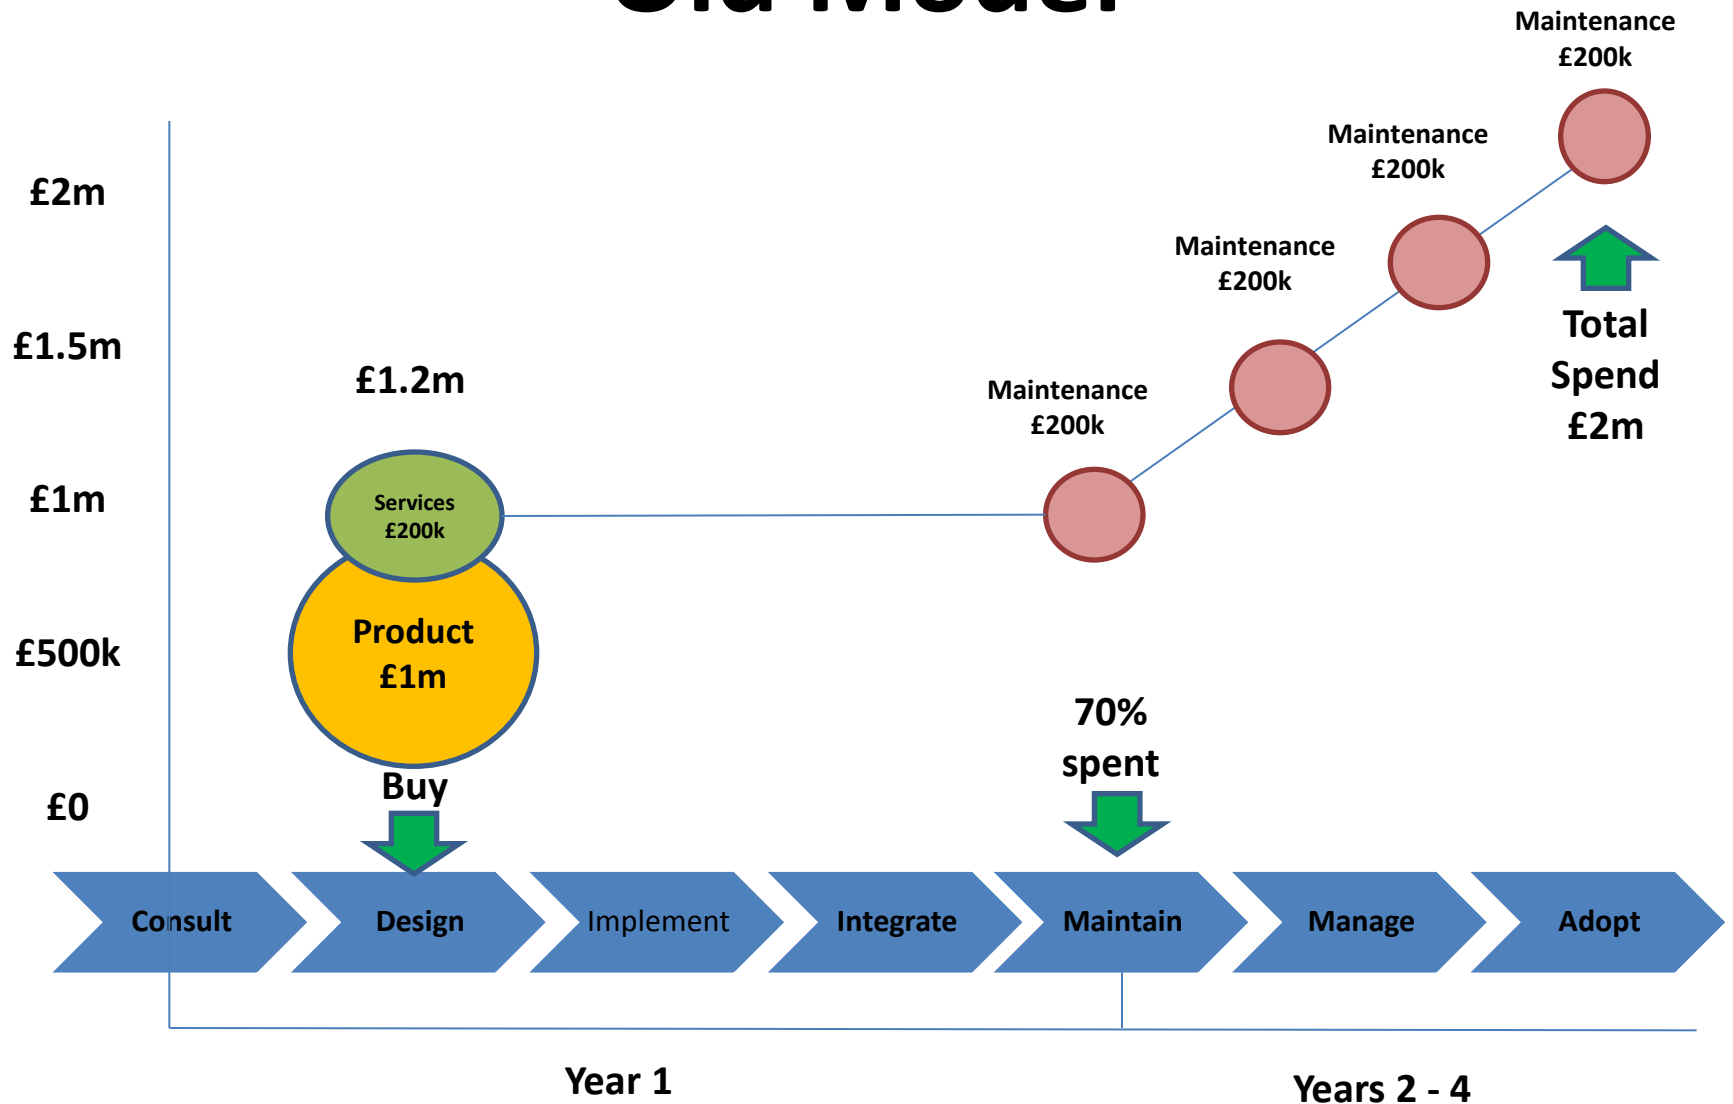 Old Model
Maintenance
£200k
Maintenance
£200k
£2m
Maintenance
£200k
£1.5m
Total
Spend
£2m
£1.2m
Maintenance
£200k
£1m
Services
£200k
Product
£1m
£500k
70%
spent
Buy
£0
Consult
Design
Implement
Integrate
Maintain
Manage
Adopt
Year 1
Years 2 - 4